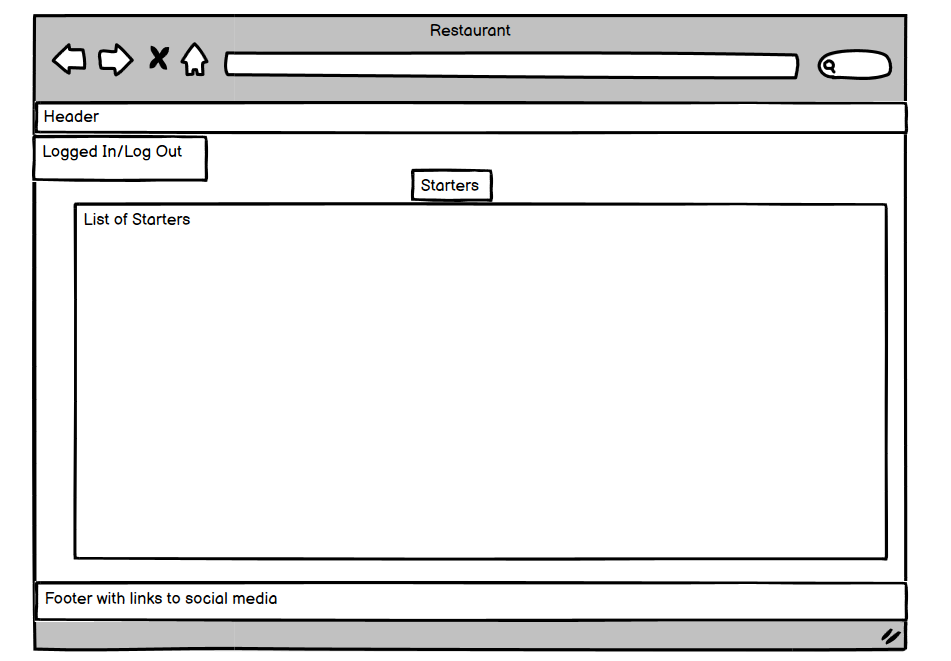 Restaurant
Header
Logged In/Log Out
Starters
List of Starters
Footer with links to social media